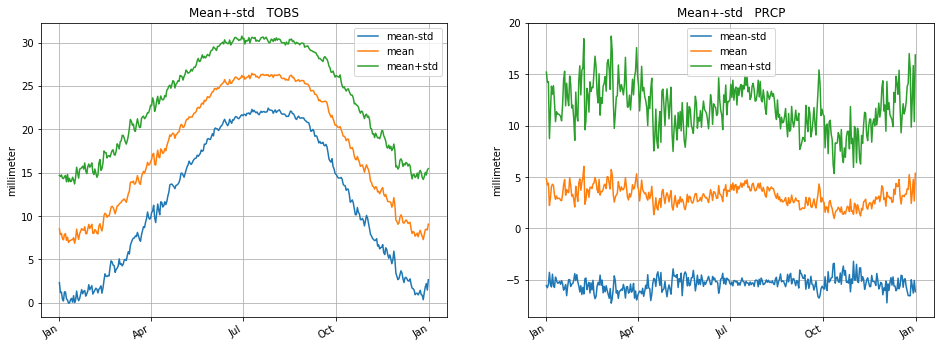 Mean+-std   TOBS
millimeter
30
25
20
15
10
5
0
Jan
Apr
Jul
Oct
Jan
mean-std
mean
mean+std
Mean+-std   PRCP
millimeter
20
15
10
5
0
−5
Jan
Apr
Jul
Oct
Jan
mean-std
mean
mean+std